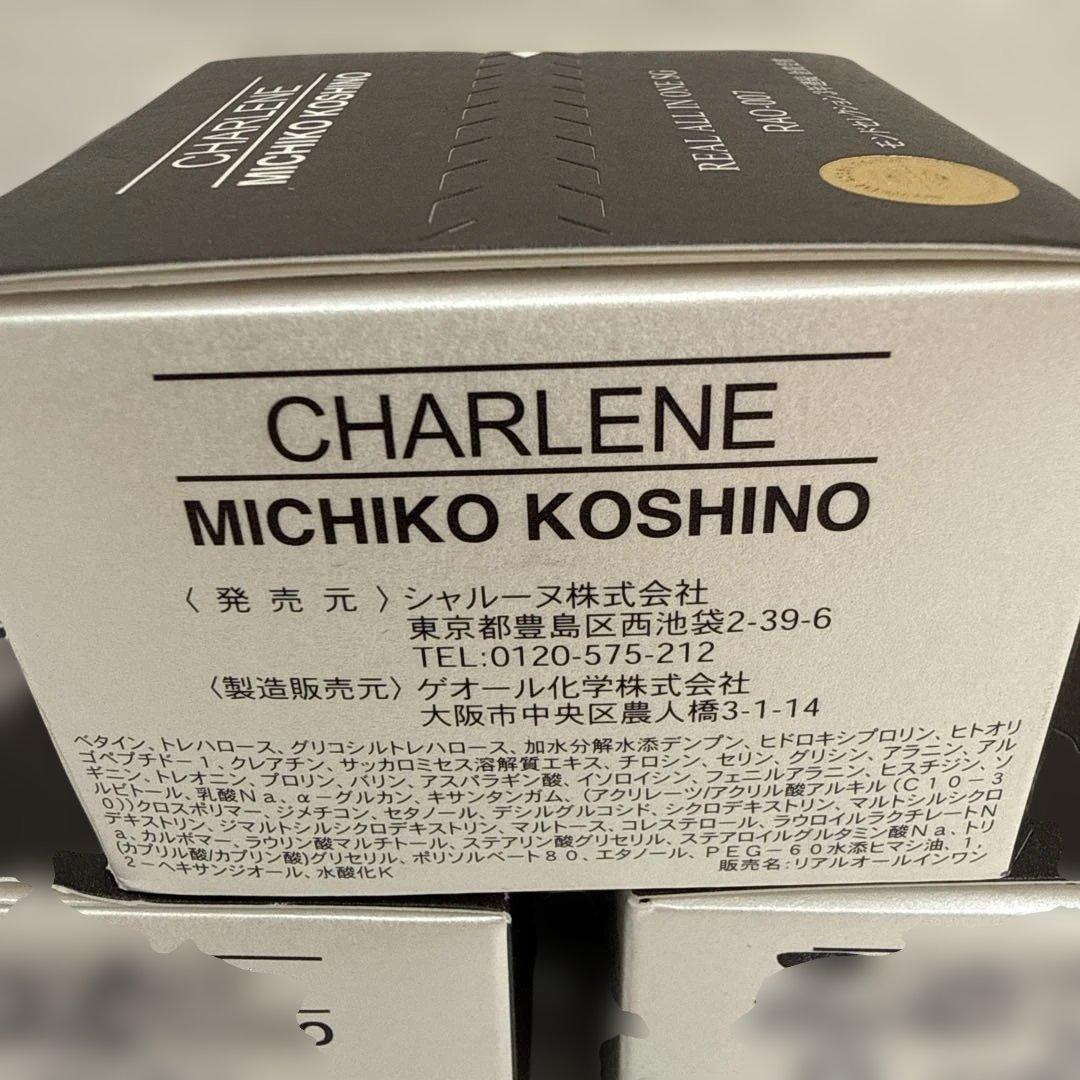 CHARLENE
MICHIKO KOSHINO
REAL ALL IN ONE SG
RAO-007
CHARLENE
MICHIKO KOSHINO
〈発売元〉シャルーヌ株式会社
東京都豊島区西池袋2-39-6
TEL:0120-575-212
〈製造販売元〉ゲオール化学株式会社
大阪市中央区農人橋3-1-14
ベタイン、トレハロース、グリコシルトレハロース、加水分解水添デンプン、ヒドロキシプロリン、ヒトオリ
ゴペプチド-1、クレアチン、サッカロミセス溶解質エキス、チロシン、セリン、グリシン、アラニン、アル
ギニン、トレオニン、プロリン、バリン、アスパラギン酸、イソロイシン、フェニルアラニン、ヒスチジン、ソ
ルビトール、乳酸Ｎａ、α-グルカン、キサンタンガム、(アクリレーツ/アクリル酸アルキル(Ｃ１０-３
０))クロスポリマー、ジメチコン、セタノール、デシルグルコシド、シクロデキストリン、マルトシルシクロ
デキストリン、ジマルトシルシクロデキストリン、マルトース、コレステロール、ラウロイルラクチレートＮ
ａ、カルボマー、ラウリン酸マルチトール、ステアリン酸グリセリル、ステアロイルグルタミン酸Ｎａ、トリ
(カプリル酸/カプリン酸)グリセリル、ポリソルベート８０、エタノール、ＰＥＧ-６０水添ヒマシ油、１，
２-ヘキサンジオール、水酸化Ｋ 販売名：リアルオールインワン